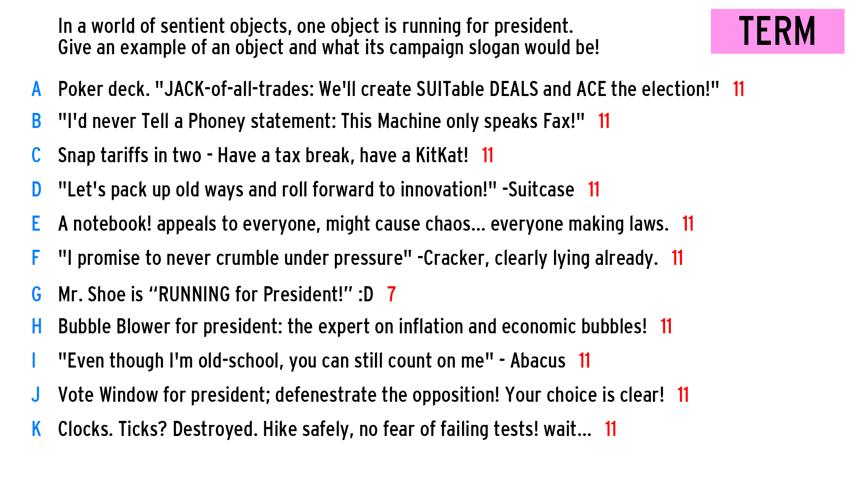 In a world of sentient objects, one object is running for president.
Give an example of an object and what its campaign slogan would be!
TERM
A Poker deck. "JACK-of-all-trades: We'll create SUITable DEALS and ACE the election!" 11
B "I'd never Tell a Phoney statement: This Machine only speaks Fax!" 11
C Snap tariffs in two - Have a tax break, have a KitKat! 11
D "Let's pack up old ways and roll forward to innovation!" -Suitcase 11
E A notebook! appeals to everyone, might cause chaos... everyone making laws. 11
F "I promise to never crumble under pressure" -Cracker, clearly lying already. 11
G Mr. Shoe is “RUNNING for President!” :D 7
H Bubble Blower for president: the expert on inflation and economic bubbles! 11
I "Even though I'm old-school, you can still count on me" - Abacus 11
J Vote Window for president; defenestrate the opposition! Your choice is clear! 11
K Clocks. Ticks? Destroyed. Hike safely, no fear of failing tests! wait... 11